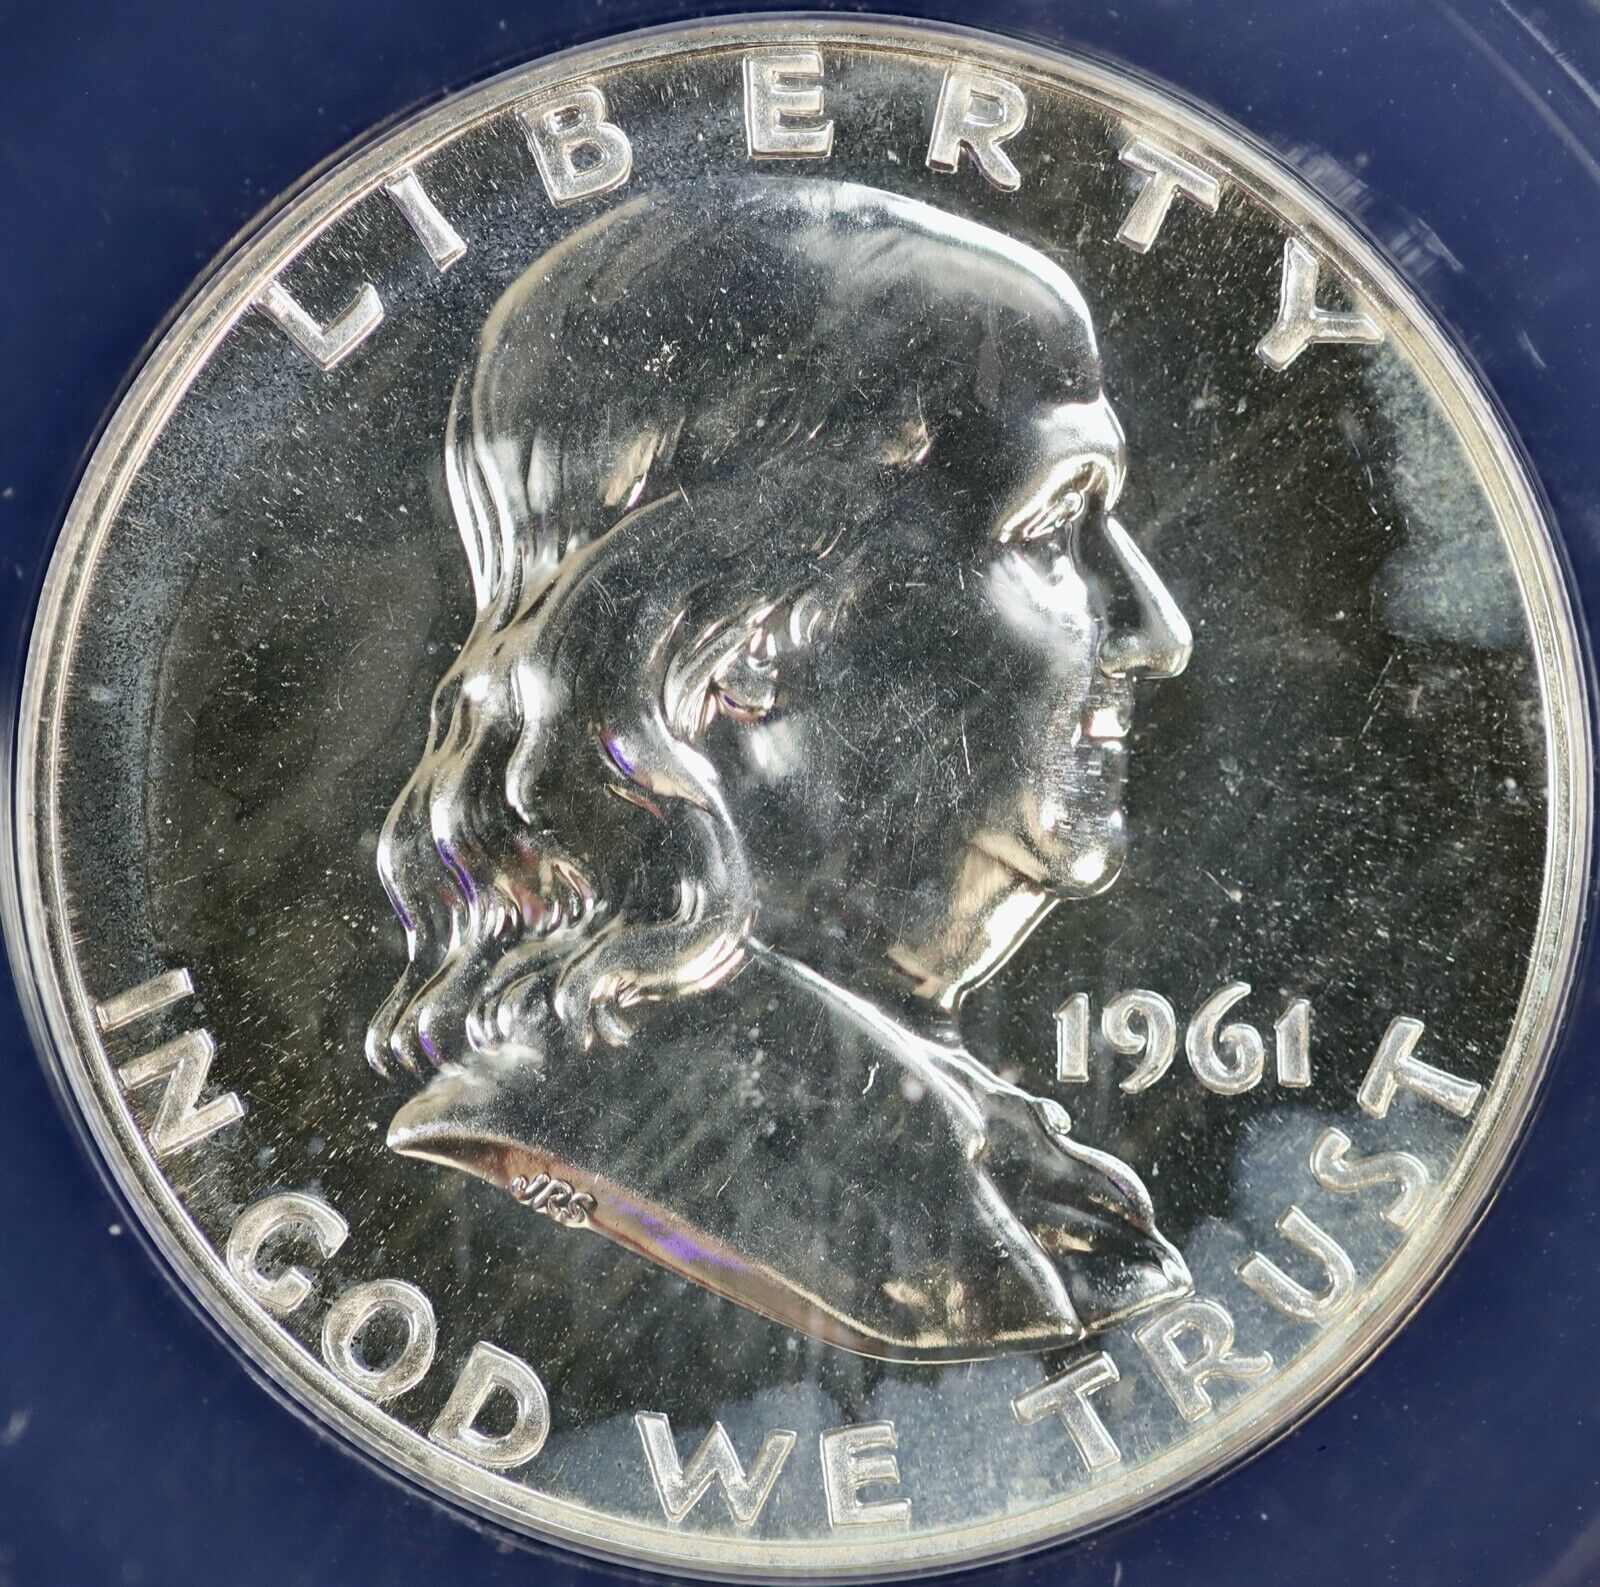 LIBERTY
1961
JRS
IN GOD WE TRUST